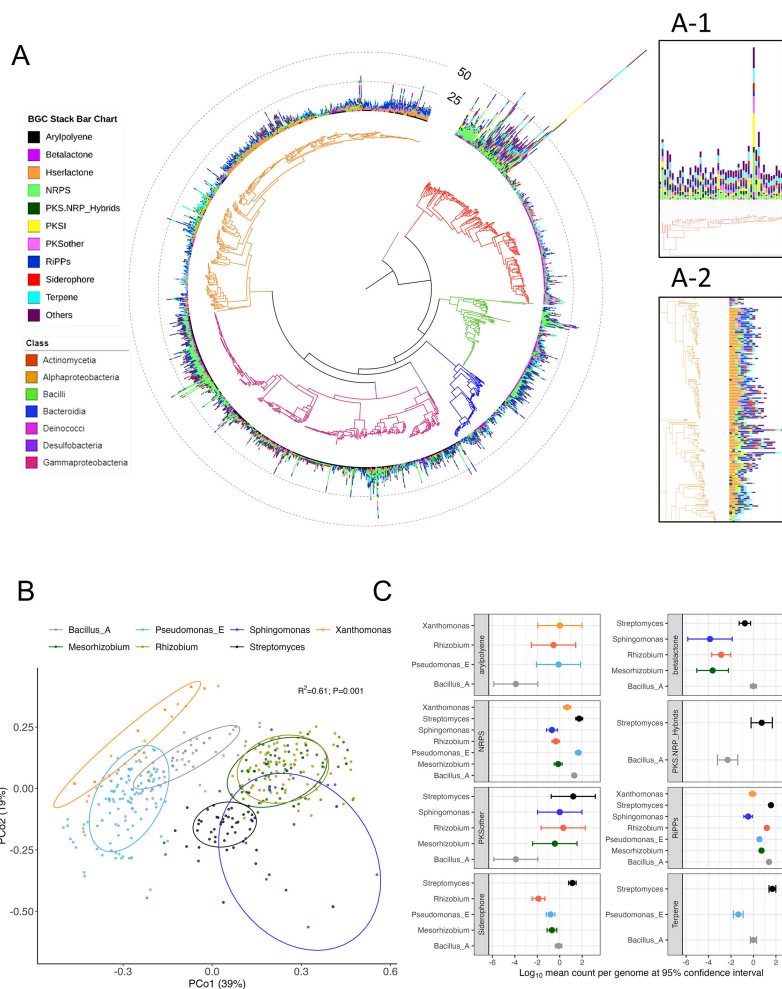 A
A-1
50
25
BGC Stack Bar Chart
Arylpolyene
Betalactone
Hserlactone
NRPS
PKS.NRP_Hybrids
PKSI
PKSother
RiPPs
Siderophore
Terpene
Others
Class
Actinomycetia
Alphaproteobacteria
Bacilli
Bacteroidia
Deinococci
Desulfobacteria
Gammaproteobacteria
A-2
B
Bacillus_A Pseudomonas_E Sphingomonas Xanthomonas
Mesorhizobium Rhizobium Streptomyces
R²=0.61; P=0.001
0.25
0.00
-0.25
-0.50
PCo2 (19%)
-0.3 0.0 0.3 0.6
PCo1 (39%)
C
arylpolyene
Xanthomonas
Rhizobium
Pseudomonas_E
Bacillus_A
NRPS
Xanthomonas
Streptomyces
Sphingomonas
Rhizobium
Pseudomonas_E
Mesorhizobium
Bacillus_A
PKSother
Streptomyces
Sphingomonas
Rhizobium
Mesorhizobium
Bacillus_A
Siderophore
Streptomyces
Rhizobium
Pseudomonas_E
Mesorhizobium
Bacillus_A
-6 -4 -2 0 2
betalactone
Streptomyces
Sphingomonas
Rhizobium
Mesorhizobium
Bacillus_A
PKS.NRP_Hybrids
Streptomyces
Bacillus_A
RiPPs
Xanthomonas
Streptomyces
Sphingomonas
Rhizobium
Pseudomonas_E
Mesorhizobium
Bacillus_A
Terpene
Streptomyces
Pseudomonas_E
Bacillus_A
-6 -4 -2 0 2
Log₁₀ mean count per genome at 95% confidence interval